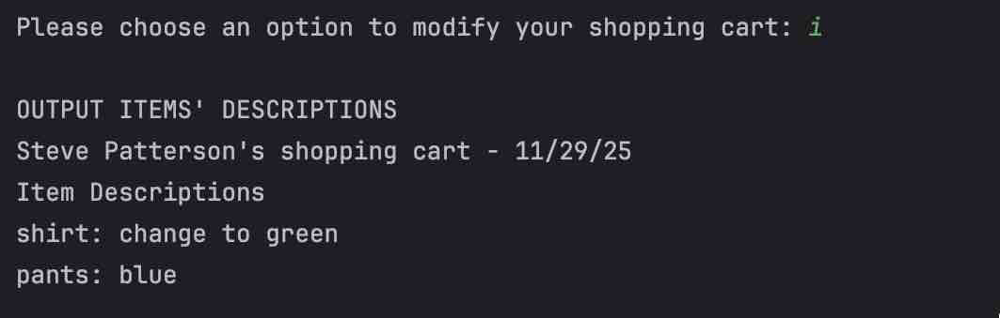 Please choose an option to modify your shopping cart: i
OUTPUT ITEMS' DESCRIPTIONS
Steve Patterson's shopping cart - 11/29/25
Item Descriptions
shirt: change to green
pants: blue